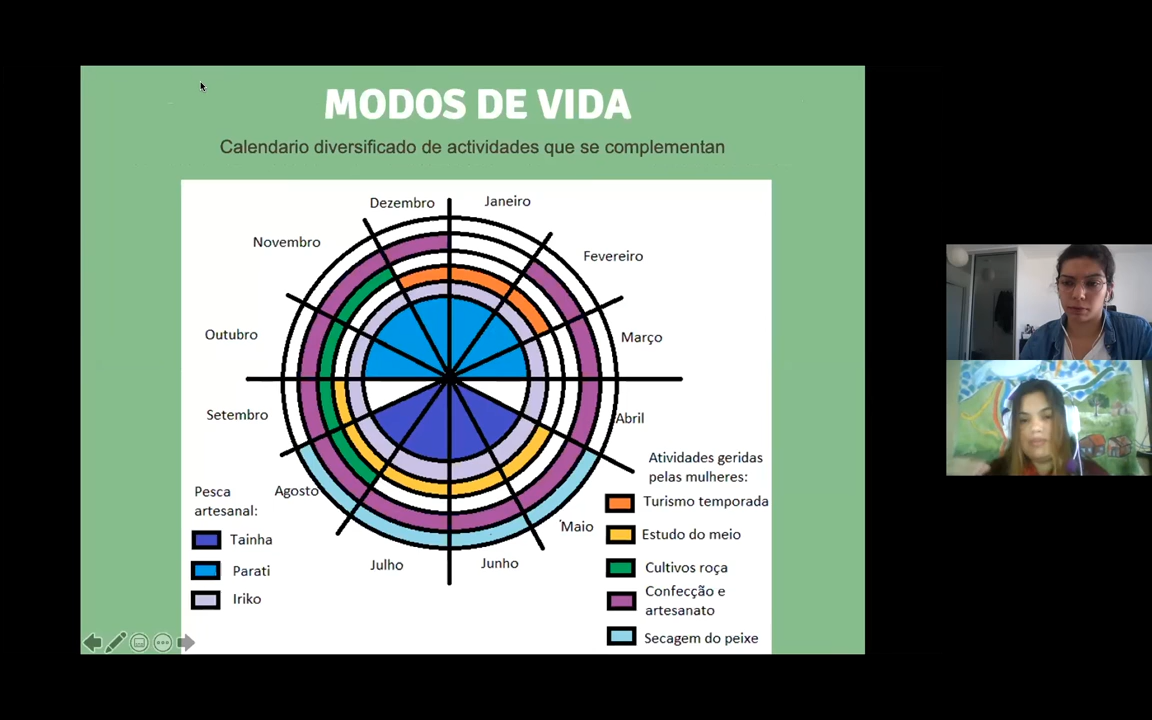 MODOS DE VIDA
Calendario diversificado de actividades que se complementan
Dezembro
Janeiro
Novembro
Fevereiro
Outubro
Março
Setembro
Abril
Agosto
Maio
Julho
Junho
Pesca
artesanal:
Tainha
Parati
Iriko
Atividades geridas
pelas mulheres:
Turismo temporada
Estudo do meio
Cultivos roça
Confecção e
artesanato
Secagem do peixe